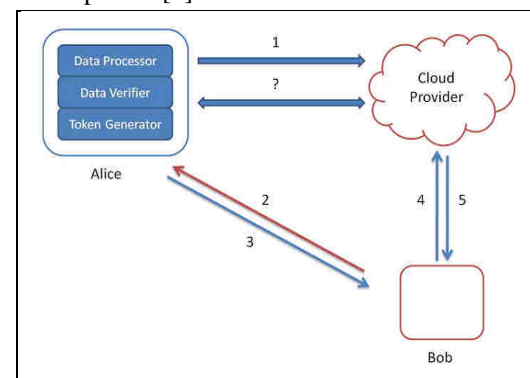 1
Data Processor
Data Verifier
Token Generator
?
Cloud
Provider
Alice
2
3
4
5
Bob